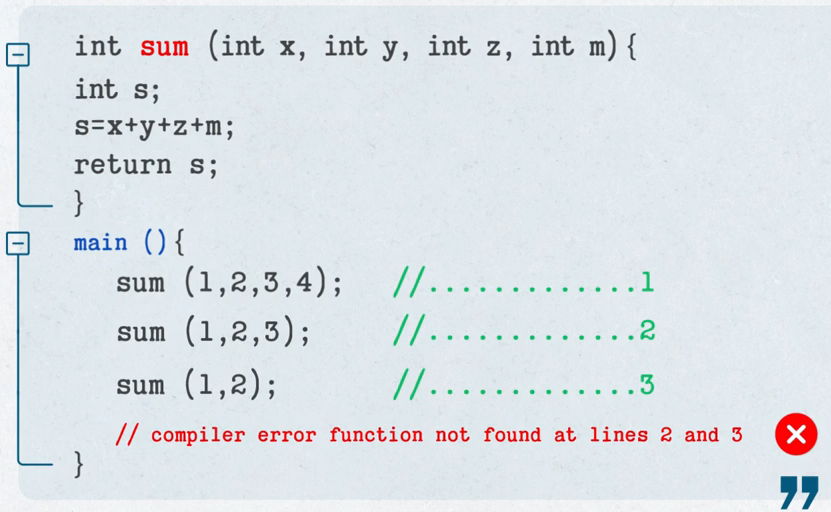 int sum (int x, int y, int z, int m){
int s;
s=x+y+z+m;
return s;
}
main (){
sum (1,2,3,4); //.............1
sum (1,2,3); //.............2
sum (1,2); //.............3
// compiler error function not found at lines 2 and 3
}
”